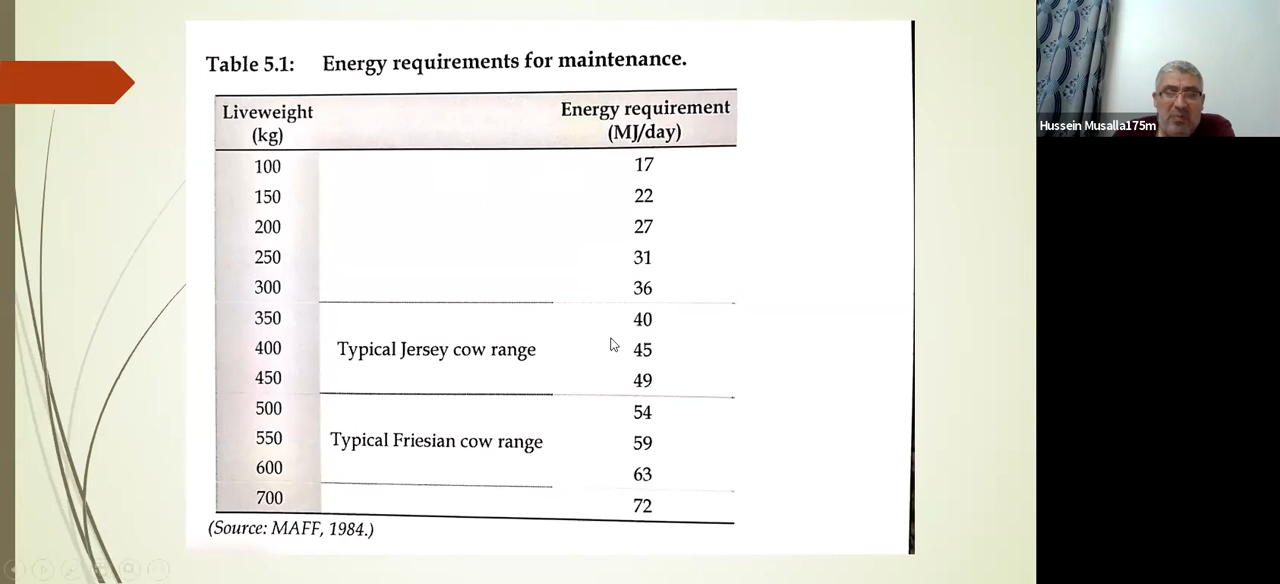 Table 5.1: Energy requirements for maintenance.
Liveweight Energy requirement
(kg) (MJ/day)
100 17
150 22
200 27
250 31
300 36
350 40
400 Typical Jersey cow range 45
450 49
500 54
550 Typical Friesian cow range 59
600 63
700 72
(Source: MAFF, 1984.)
Hussein Musalla175m